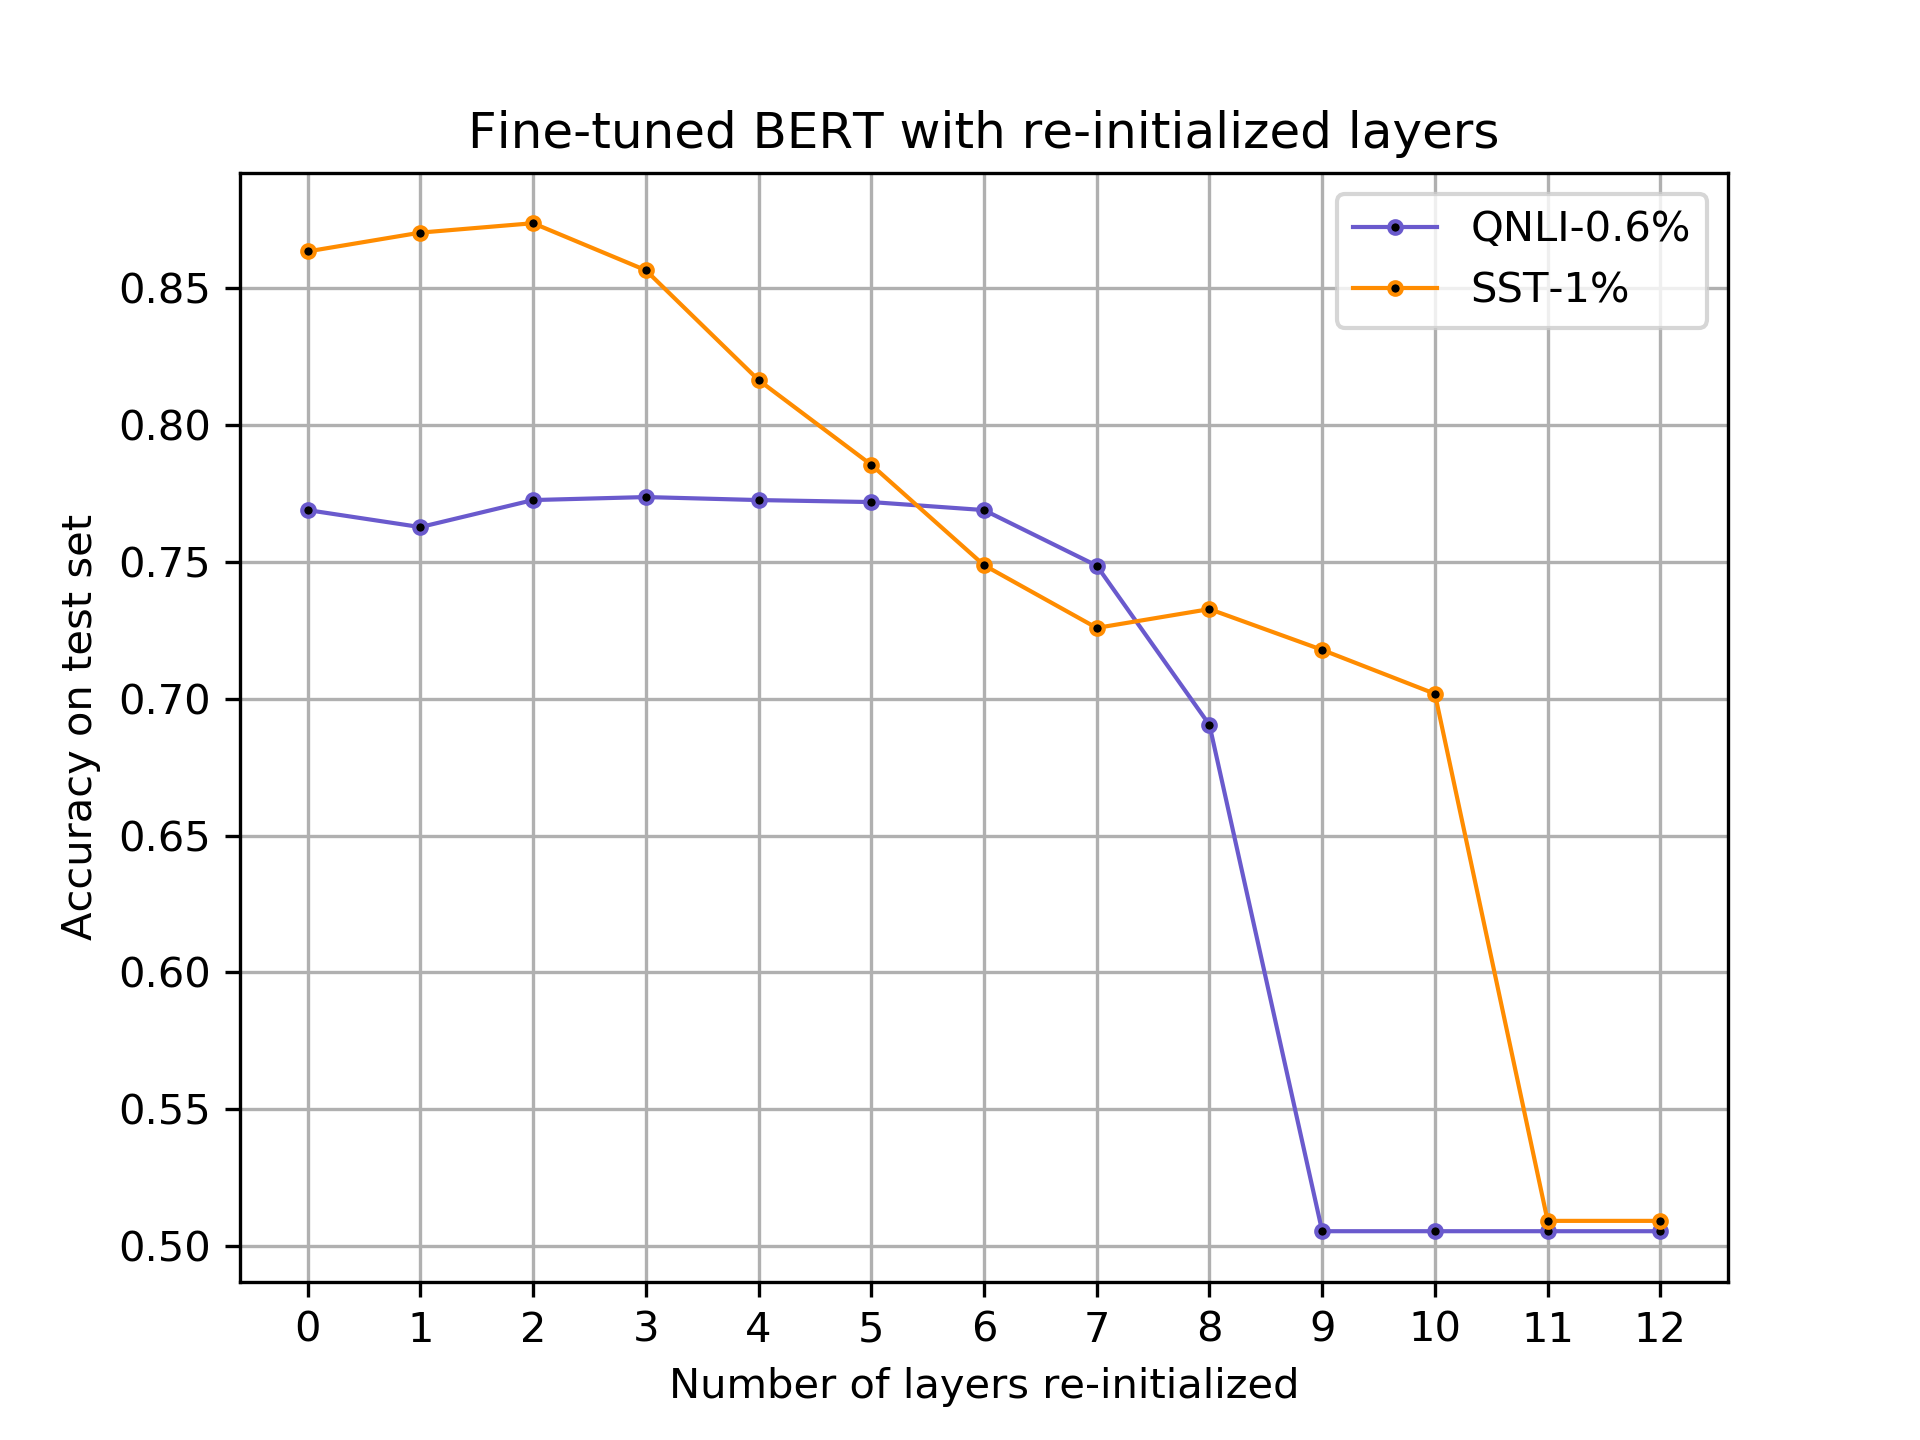 Fine-tuned BERT with re-initialized layers
QNLI-0.6%
SST-1%
Accuracy on test set
0.85
0.80
0.75
0.70
0.65
0.60
0.55
0.50
0 1 2 3 4 5 6 7 8 9 10 11 12
Number of layers re-initialized